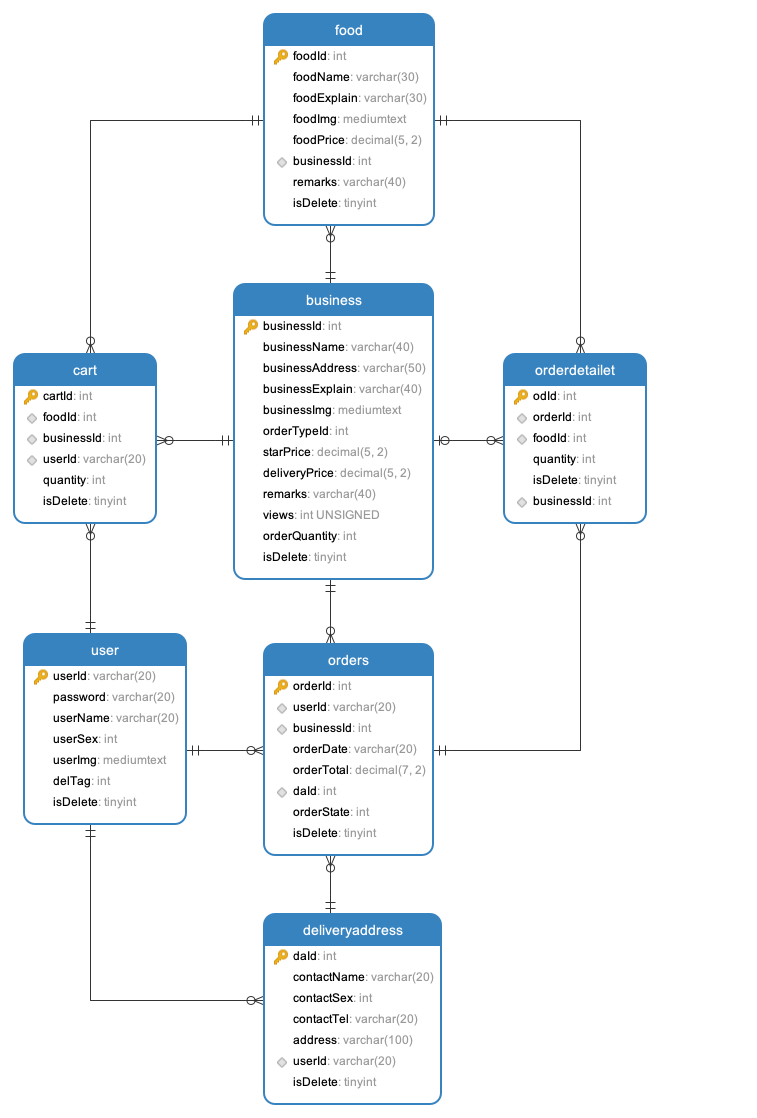 food
foodId: int
foodName: varchar(30)
foodExplain: varchar(30)
foodImg: mediumtext
foodPrice: decimal(5, 2)
businessId: int
remarks: varchar(40)
isDelete: tinyint
business
businessId: int
businessName: varchar(40)
businessAddress: varchar(50)
businessExplain: varchar(40)
businessImg: mediumtext
orderTypeId: int
starPrice: decimal(5, 2)
deliveryPrice: decimal(5, 2)
remarks: varchar(40)
views: int UNSIGNED
orderQuantity: int
isDelete: tinyint
cart
cartId: int
foodId: int
businessId: int
userId: varchar(20)
quantity: int
isDelete: tinyint
orderdetailet
odId: int
orderId: int
foodId: int
quantity: int
isDelete: tinyint
businessId: int
user
userId: varchar(20)
password: varchar(20)
userName: varchar(20)
userSex: int
userImg: mediumtext
delTag: int
isDelete: tinyint
orders
orderId: int
userId: varchar(20)
businessId: int
orderDate: varchar(20)
orderTotal: decimal(7, 2)
daId: int
orderState: int
isDelete: tinyint
deliveryaddress
daId: int
contactName: varchar(20)
contactSex: int
contactTel: varchar(20)
address: varchar(100)
userId: varchar(20)
isDelete: tinyint